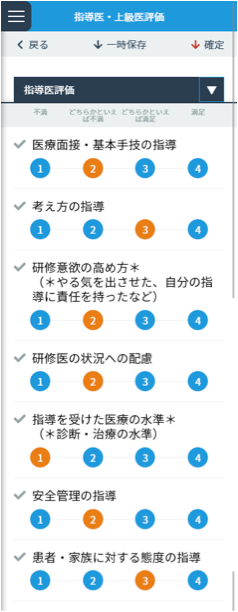 指導医・上級医評価
戻る 一時保存 確定
指導医評価 ▼
不満 どちらかといえば不満 どちらかといえば満足 満足
医療面接・基本手技の指導
1 2 3 4
考え方の指導
1 2 3 4
研修意欲の高め方＊
（＊やる気を出させた、自分の指
導に責任を持ったなど）
1 2 3 4
研修医の状況への配慮
1 2 3 4
指導を受けた医療の水準＊
（＊診断・治療の水準）
1 2 3 4
安全管理の指導
1 2 3 4
患者・家族に対する態度の指導
1 2 3 4